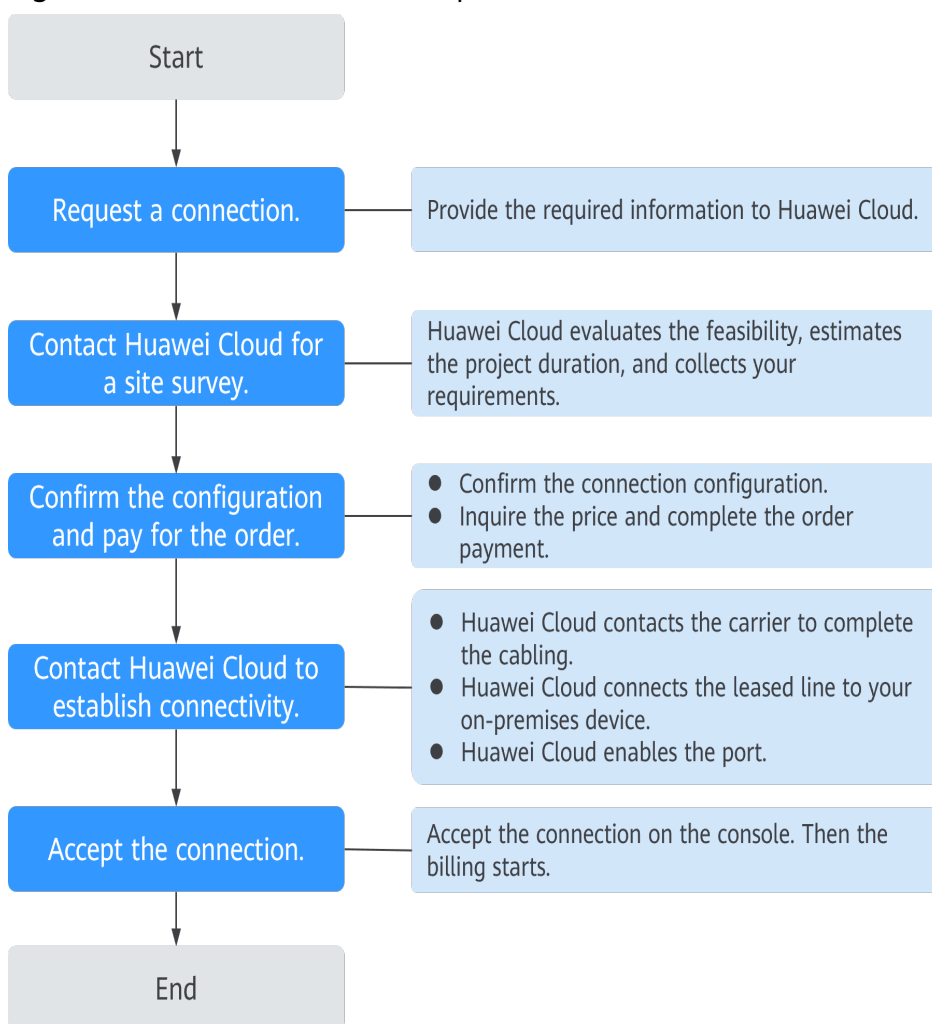 Start
Request a connection.
Provide the required information to Huawei Cloud.
Contact Huawei Cloud for
a site survey.
Huawei Cloud evaluates the feasibility, estimates
the project duration, and collects your
requirements.
Confirm the configuration
and pay for the order.
● Confirm the connection configuration.
● Inquire the price and complete the order
payment.
Contact Huawei Cloud to
establish connectivity.
● Huawei Cloud contacts the carrier to complete
the cabling.
● Huawei Cloud connects the leased line to your
on-premises device.
● Huawei Cloud enables the port.
Accept the connection.
Accept the connection on the console. Then the
billing starts.
End